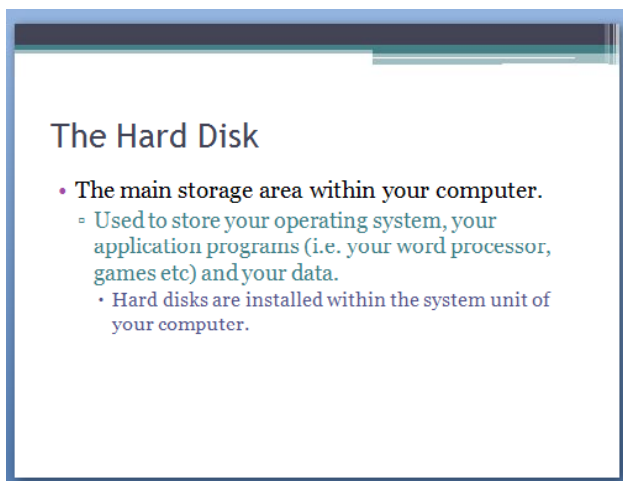 The Hard Disk
• The main storage area within your computer.
▫ Used to store your operating system, your
application programs (i.e. your word processor,
games etc) and your data.
• Hard disks are installed within the system unit of
your computer.